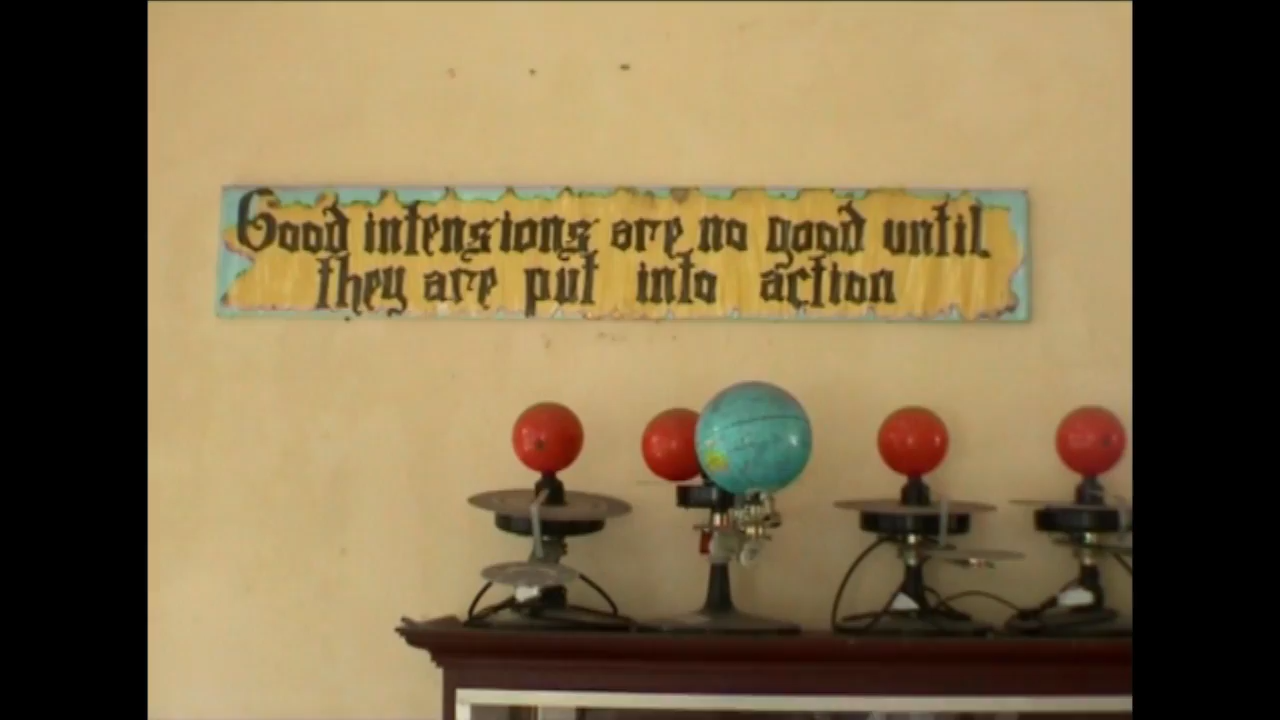 Good intensions are no good until
they are put into action